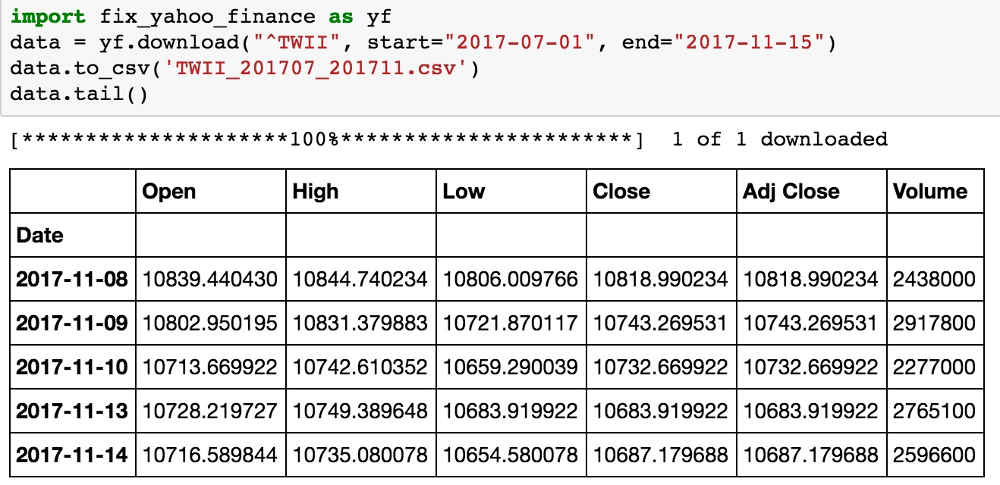 import fix_yahoo_finance as yf
data = yf.download("^TWII", start="2017-07-01", end="2017-11-15")
data.to_csv('TWII_201707_201711.csv')
data.tail()
[*********************100%***********************]  1 of 1 downloaded
Open High Low Close Adj Close Volume
Date
2017-11-08 10839.440430 10844.740234 10806.009766 10818.990234 10818.990234 2438000
2017-11-09 10802.950195 10831.379883 10721.870117 10743.269531 10743.269531 2917800
2017-11-10 10713.669922 10742.610352 10659.290039 10732.669922 10732.669922 2277000
2017-11-13 10728.219727 10749.389648 10683.919922 10683.919922 10683.919922 2765100
2017-11-14 10716.589844 10735.080078 10654.580078 10687.179688 10687.179688 2596600